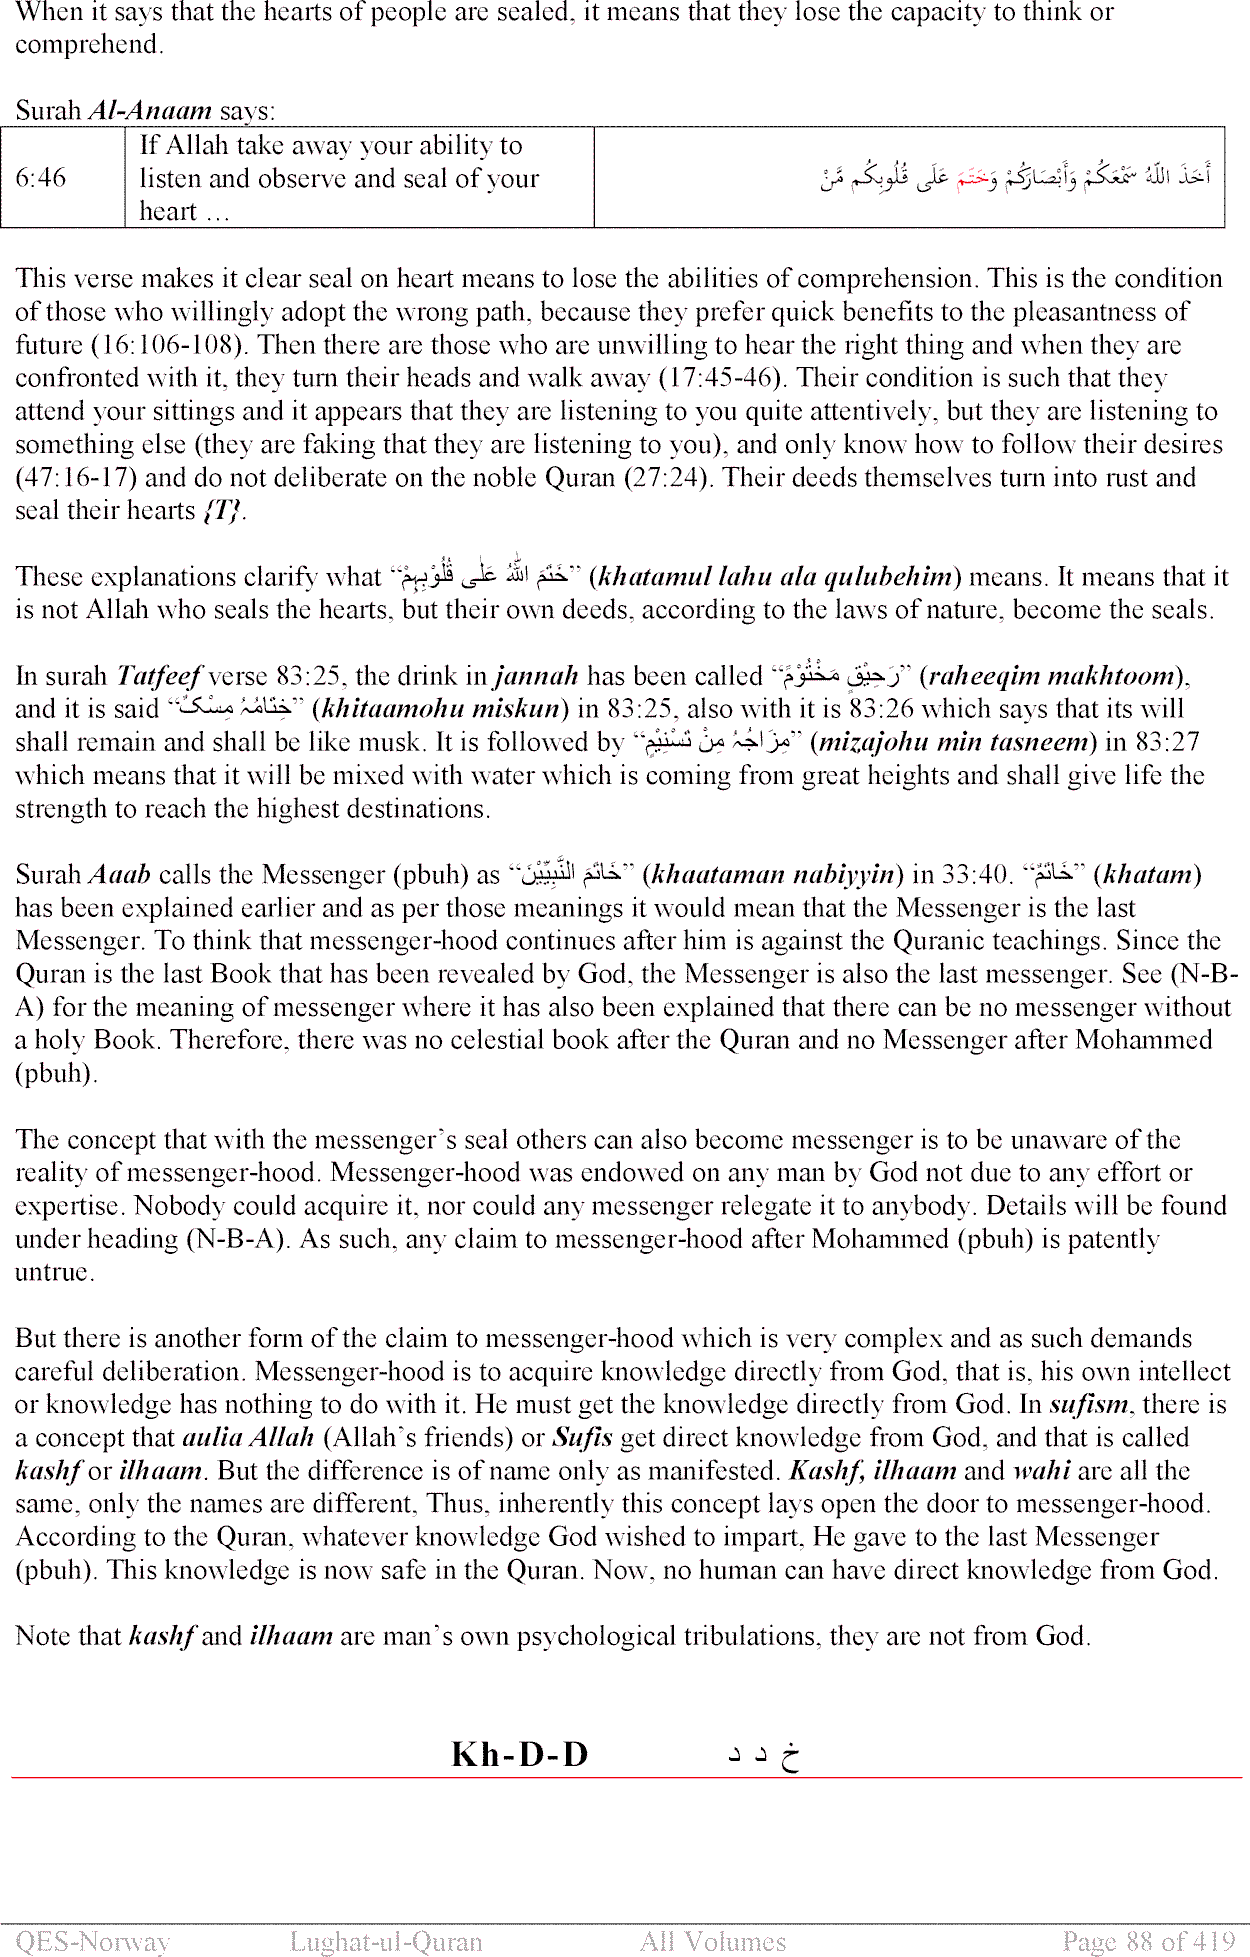 When it says that the hearts of people are sealed, it means that they lose the capacity to think or
comprehend.
Surah Al-Anaam says:
6:46
If Allah take away your ability to
listen and observe and seal of your
heart …
أَخَذَ اللّهُ سَمْعَكُمْ وَأَبْصَارَكُمْ وَخَتَمَ عَلَى قُلُوبِكُم مَّنْ
This verse makes it clear seal on heart means to lose the abilities of comprehension. This is the condition
of those who willingly adopt the wrong path, because they prefer quick benefits to the pleasantness of
future (16:106-108). Then there are those who are unwilling to hear the right thing and when they are
confronted with it, they turn their heads and walk away (17:45-46). Their condition is such that they
attend your sittings and it appears that they are listening to you quite attentively, but they are listening to
something else (they are faking that they are listening to you), and only know how to follow their desires
(47:16-17) and do not deliberate on the noble Quran (27:24). Their deeds themselves turn into rust and
seal their hearts {T}.
These explanations clarify what “خَتَمَ اللّٰہُ عَلٰی قُلُوْبِہِمْ” (khatamul lahu ala qulubehim) means. It means that it
is not Allah who seals the hearts, but their own deeds, according to the laws of nature, become the seals.
In surah Tatfeef verse 83:25, the drink in jannah has been called “رَحِیْقٍ مَخْتُوْمٌ” (raheeqim makhtoom),
and it is said “خِتَامُہُ مِسْکٌ” (khitaamohu miskun) in 83:25, also with it is 83:26 which says that its will
shall remain and shall be like musk. It is followed by “مِزَاجُہُ مِنْ تَسْنِیْمٍ” (mizajohu min tasneem) in 83:27
which means that it will be mixed with water which is coming from great heights and shall give life the
strength to reach the highest destinations.
Surah Aaab calls the Messenger (pbuh) as “خَاتَمَ النَّبِیِّیْنَ” (khaataman nabiyyin) in 33:40. “خَاتَمٌ” (khatam)
has been explained earlier and as per those meanings it would mean that the Messenger is the last
Messenger. To think that messenger-hood continues after him is against the Quranic teachings. Since the
Quran is the last Book that has been revealed by God, the Messenger is also the last messenger. See (N-B-
A) for the meaning of messenger where it has also been explained that there can be no messenger without
a holy Book. Therefore, there was no celestial book after the Quran and no Messenger after Mohammed
(pbuh).
The concept that with the messenger’s seal others can also become messenger is to be unaware of the
reality of messenger-hood. Messenger-hood was endowed on any man by God not due to any effort or
expertise. Nobody could acquire it, nor could any messenger relegate it to anybody. Details will be found
under heading (N-B-A). As such, any claim to messenger-hood after Mohammed (pbuh) is patently
untrue.
But there is another form of the claim to messenger-hood which is very complex and as such demands
careful deliberation. Messenger-hood is to acquire knowledge directly from God, that is, his own intellect
or knowledge has nothing to do with it. He must get the knowledge directly from God. In sufism, there is
a concept that aulia Allah (Allah’s friends) or Sufis get direct knowledge from God, and that is called
kashf or ilhaam. But the difference is of name only as manifested. Kashf, ilhaam and wahi are all the
same, only the names are different, Thus, inherently this concept lays open the door to messenger-hood.
According to the Quran, whatever knowledge God wished to impart, He gave to the last Messenger
(pbuh). This knowledge is now safe in the Quran. Now, no human can have direct knowledge from God.
Note that kashf and ilhaam are man’s own psychological tribulations, they are not from God.
Kh-D-D خ د د
QES-Norway Lughat-ul-Quran All Volumes Page 88 of 419